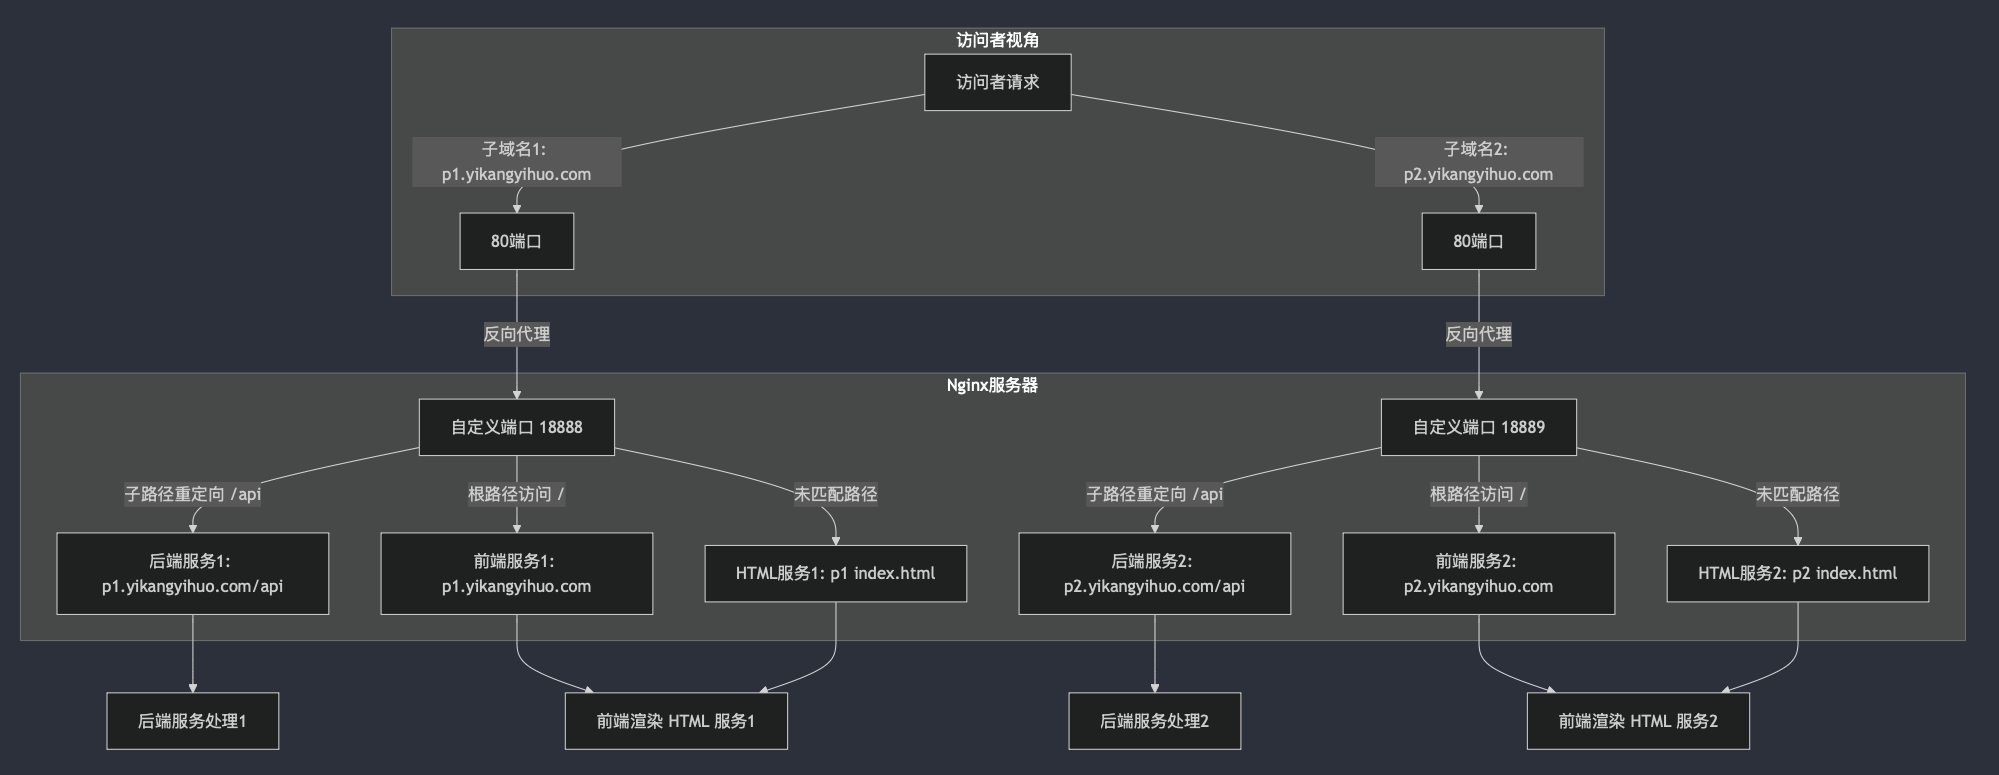 访问者视角
访问者请求
子域名1:
p1.yikangyihuo.com
子域名2:
p2.yikangyihuo.com
80端口
80端口
反向代理
反向代理
Nginx服务器
自定义端口 18888
自定义端口 18889
子路径重定向 /api
根路径访问 /
未匹配路径
子路径重定向 /api
根路径访问 /
未匹配路径
后端服务1:
p1.yikangyihuo.com/api
前端服务1:
p1.yikangyihuo.com
HTML服务1: p1 index.html
后端服务2:
p2.yikangyihuo.com/api
前端服务2:
p2.yikangyihuo.com
HTML服务2: p2 index.html
后端服务处理1
前端渲染 HTML 服务1
后端服务处理2
前端渲染 HTML 服务2